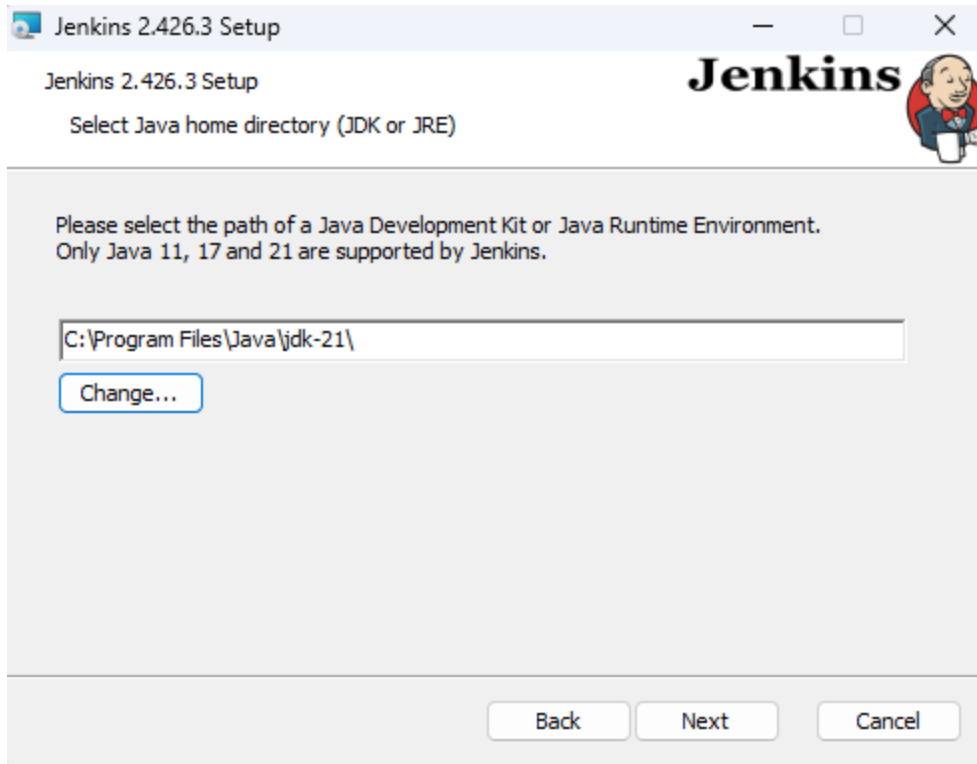 Jenkins 2.426.3 Setup
Jenkins 2.426.3 Setup
Jenkins
Select Java home directory (JDK or JRE)
Please select the path of a Java Development Kit or Java Runtime Environment.
Only Java 11, 17 and 21 are supported by Jenkins.
C:\Program Files\Java\jdk-21\
Change...
Back Next Cancel